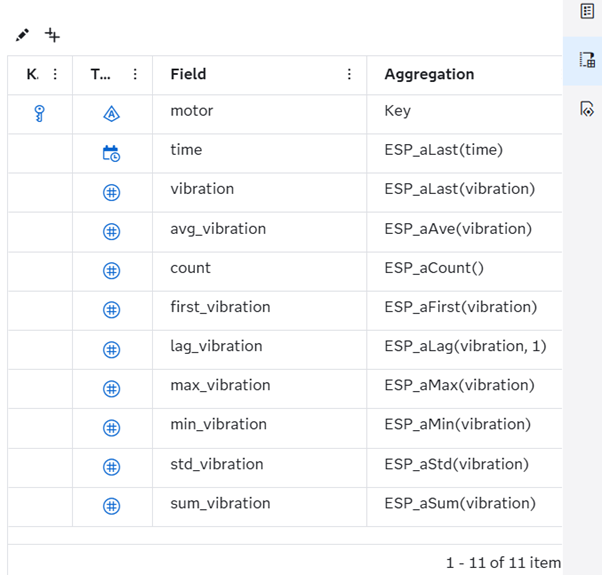 K. T... Field Aggregation
motor Key
time ESP_aLast(time)
vibration ESP_aLast(vibration)
avg_vibration ESP_aAve(vibration)
count ESP_aCount()
first_vibration ESP_aFirst(vibration)
lag_vibration ESP_aLag(vibration, 1)
max_vibration ESP_aMax(vibration)
min_vibration ESP_aMin(vibration)
std_vibration ESP_aStd(vibration)
sum_vibration ESP_aSum(vibration)
1 - 11 of 11 item